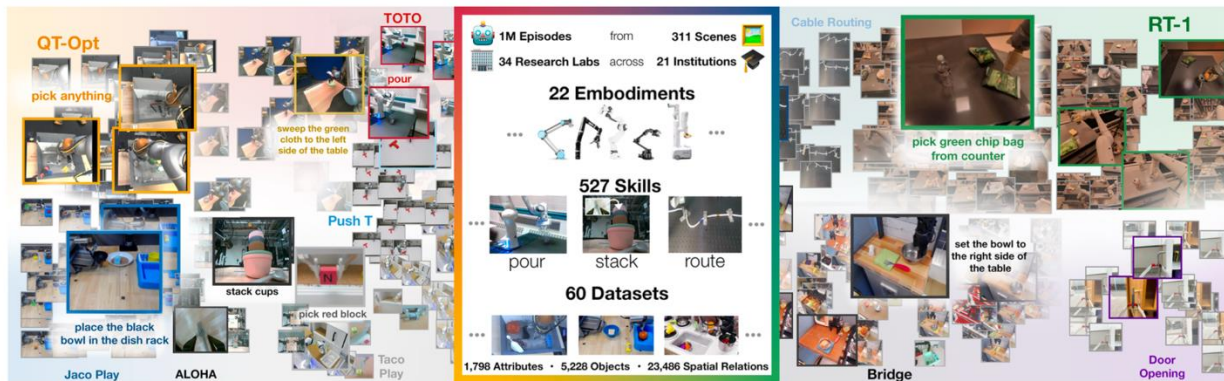 QT-Opt
pick anything
TOTO
pour
sweep the green
cloth to the left
side of the table
Push T
place the black
bowl in the dish rack
stack cups
pick red block
N
Jaco Play
ALOHA
Taco
Play
1M Episodes from 311 Scenes
34 Research Labs across 21 Institutions
22 Embodiments
527 Skills
pour stack route
60 Datasets
1,798 Attributes • 5,228 Objects • 23,486 Spatial Relations
Cable Routing
RT-1
pick green chip bag
from counter
set the bowl to
the right side of
the table
Bridge
Door
Opening